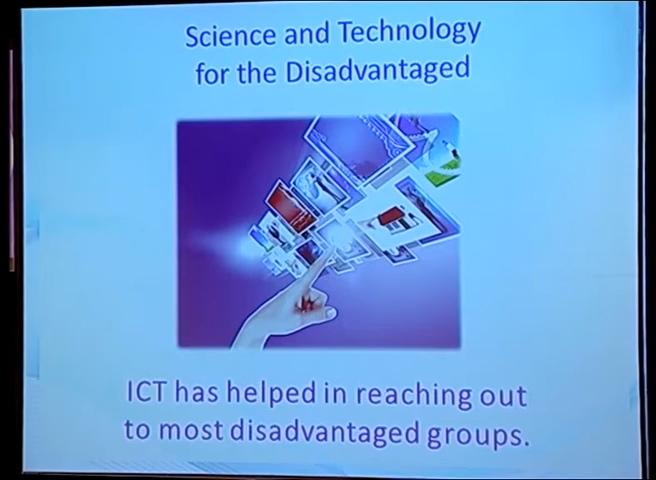 Science and Technology
for the Disadvantaged
ICT has helped in reaching out
to most disadvantaged groups.